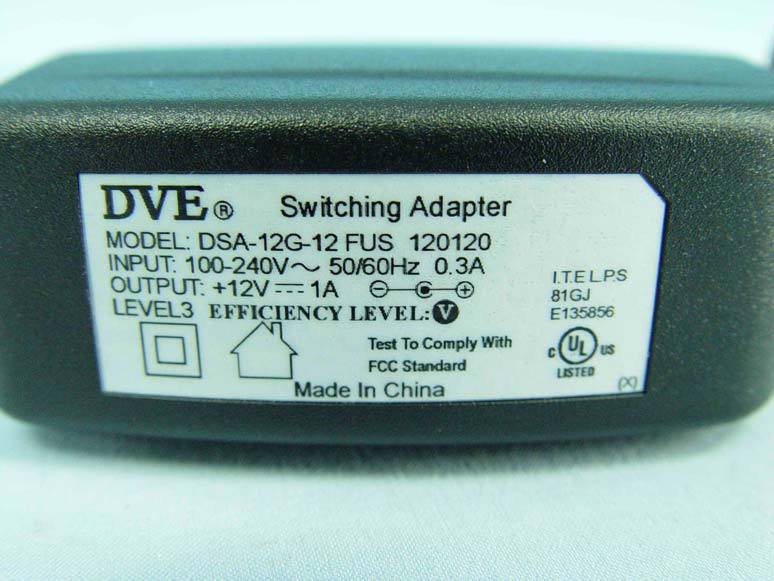 DVE® Switching Adapter
MODEL: DSA-12G-12 FUS 120120
INPUT: 100-240V～ 50/60Hz 0.3A
OUTPUT: +12V⎓1A
LEVEL3 EFFICIENCY LEVEL:V
I.T.E L.P.S
81GJ
E135856
Test To Comply With
FCC Standard
C UL US
LISTED
Made In China
(X)